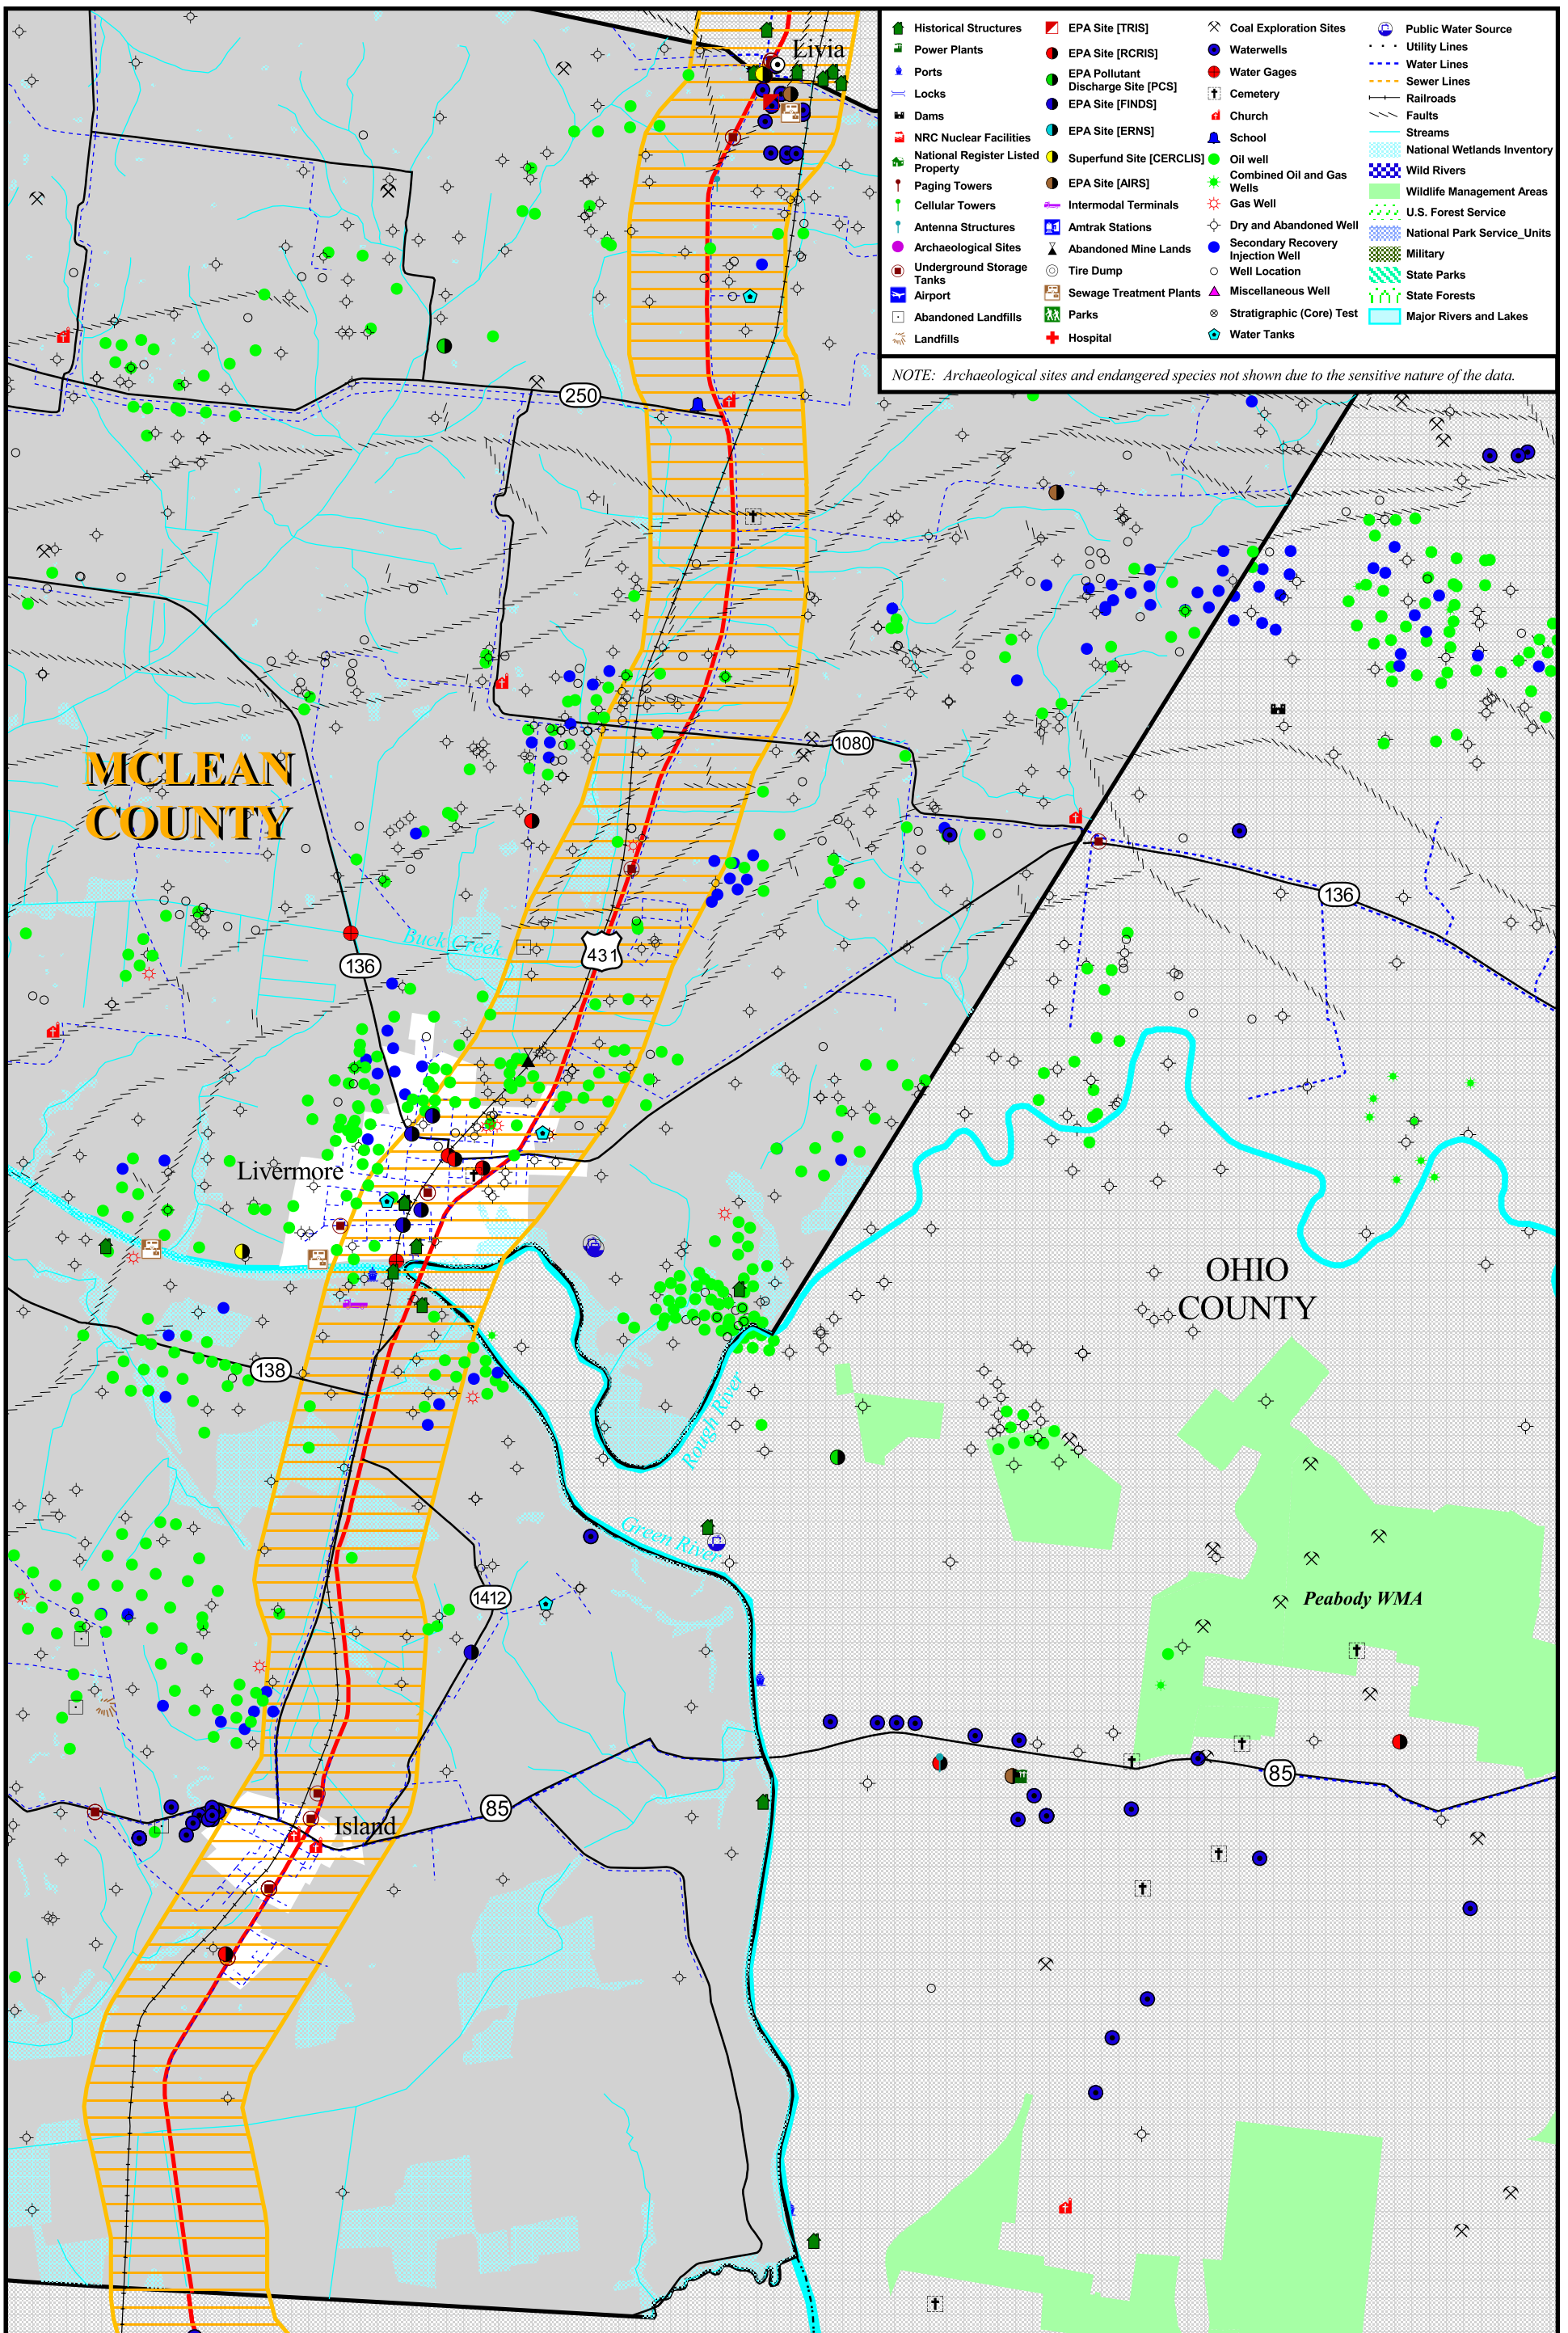 Historical Structures
Power Plants
Ports
Locks
Dams
NRC Nuclear Facilities
National Register Listed
Property
Paging Towers
Cellular Towers
Antenna Structures
Archaeological Sites
Underground Storage
Tanks
Airport
Abandoned Landfills
Landfills
EPA Site [TRIS]
EPA Site [RCRIS]
EPA Pollutant
Discharge Site [PCS]
EPA Site [FINDS]
EPA Site [ERNS]
Superfund Site [CERCLIS]
EPA Site [AIRS]
Intermodal Terminals
Amtrak Stations
Abandoned Mine Lands
Tire Dump
Sewage Treatment Plants
Parks
Hospital
Coal Exploration Sites
Waterwells
Water Gages
Cemetery
Church
School
Oil well
Combined Oil and Gas
Wells
Gas Well
Dry and Abandoned Well
Secondary Recovery
Injection Well
Well Location
Miscellaneous Well
Stratigraphic (Core) Test
Water Tanks
Public Water Source
Utility Lines
Water Lines
Sewer Lines
Railroads
Faults
Streams
National Wetlands Inventory
Wild Rivers
Wildlife Management Areas
U.S. Forest Service
National Park Service_Units
Military
State Parks
State Forests
Major Rivers and Lakes
NOTE: Archaeological sites and endangered species not shown due to the sensitive nature of the data.
Livia
250
1080
MCLEAN
COUNTY
136
Buck Creek
431
136
Livermore
OHIO
COUNTY
138
Rough River
Green River
1412
Peabody WMA
85
85
Island